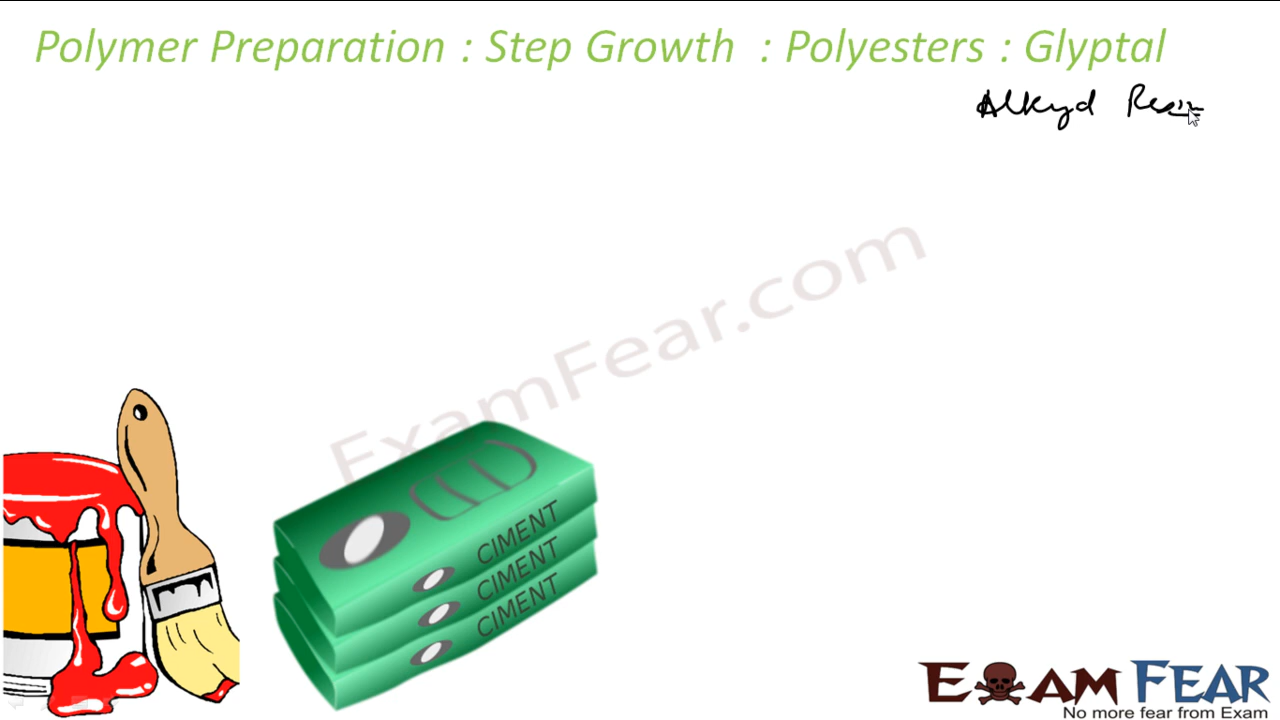 Polymer Preparation : Step Growth : Polyesters : Glyptal
Alkyd Resin
ExamFear.com
CIMENT
CIMENT
CIMENT
EXAM FEAR
No more fear from Exam